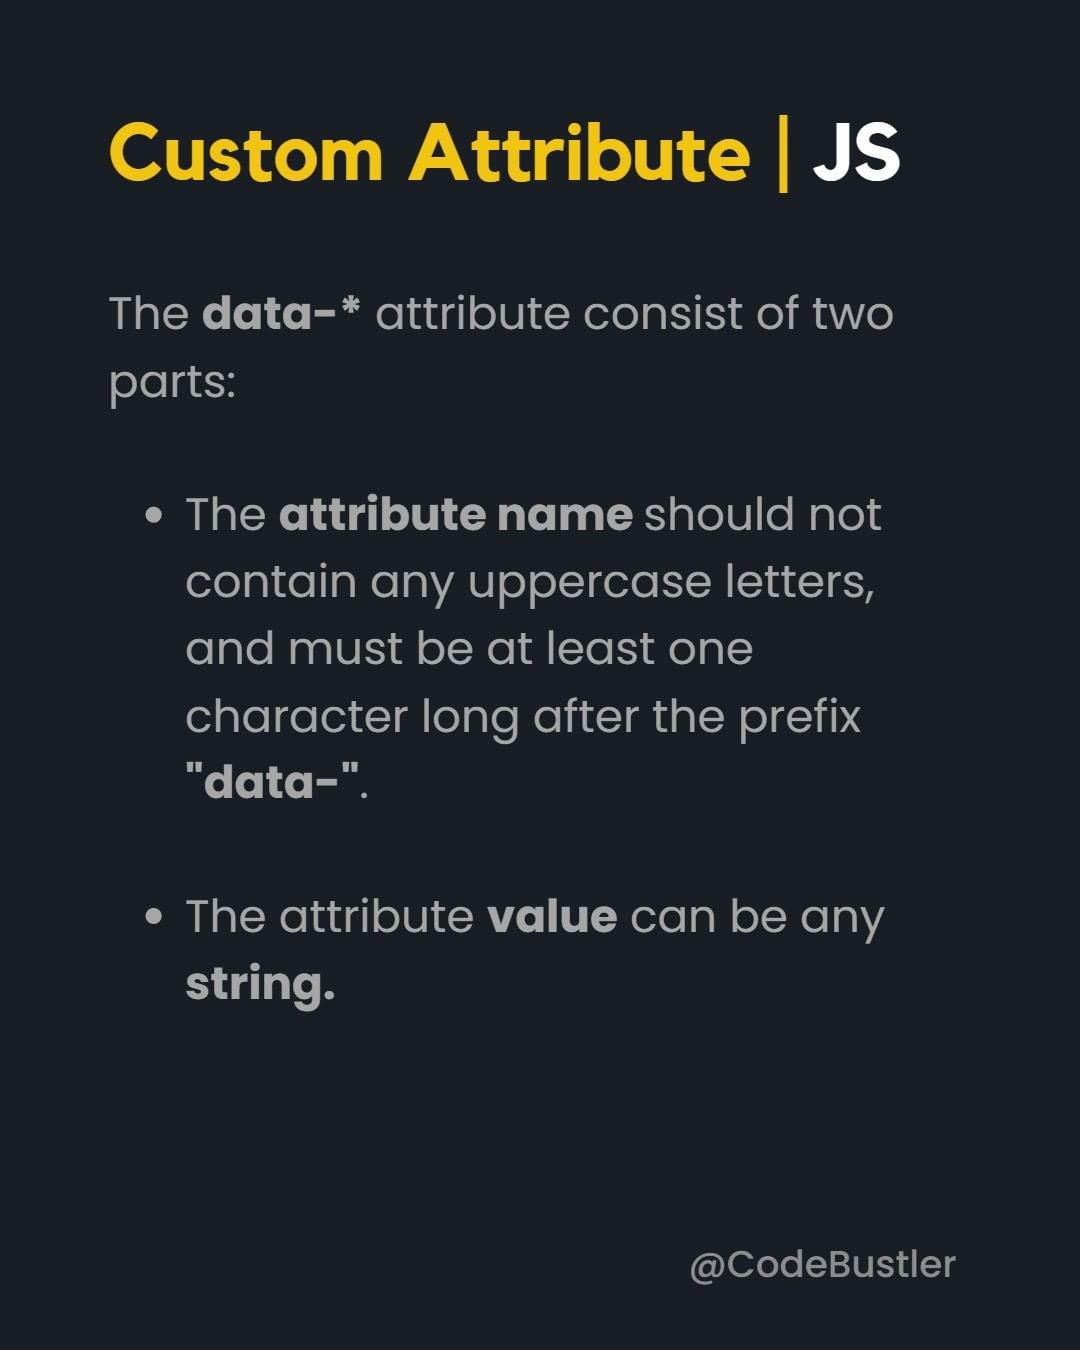 Custom Attribute | JS
The data-* attribute consist of two
parts:
The attribute name should not
contain any uppercase letters,
and must be at least one
character long after the prefix
"data-".
The attribute value can be any
string.
@CodeBustler